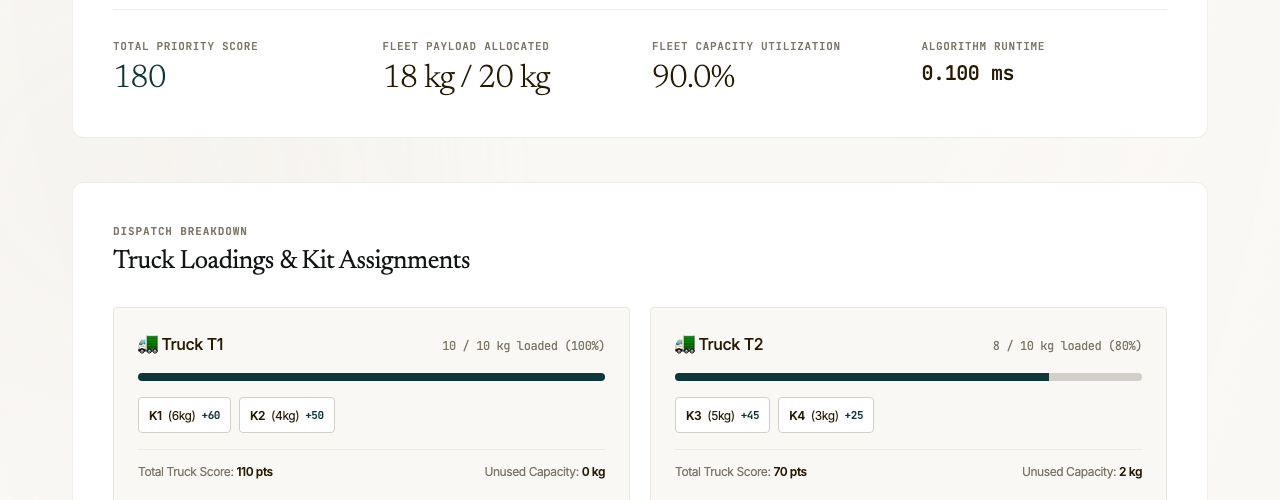 TOTAL PRIORITY SCORE
180
FLEET PAYLOAD ALLOCATED
18 kg / 20 kg
FLEET CAPACITY UTILIZATION
90.0%
ALGORITHM RUNTIME
0.100 ms
DISPATCH BREAKDOWN
Truck Loadings & Kit Assignments
Truck T1
10 / 10 kg loaded (100%)
K1 (6kg) +60
K2 (4kg) +50
Total Truck Score: 110 pts
Unused Capacity: 0 kg
Truck T2
8 / 10 kg loaded (80%)
K3 (5kg) +45
K4 (3kg) +25
Total Truck Score: 70 pts
Unused Capacity: 2 kg